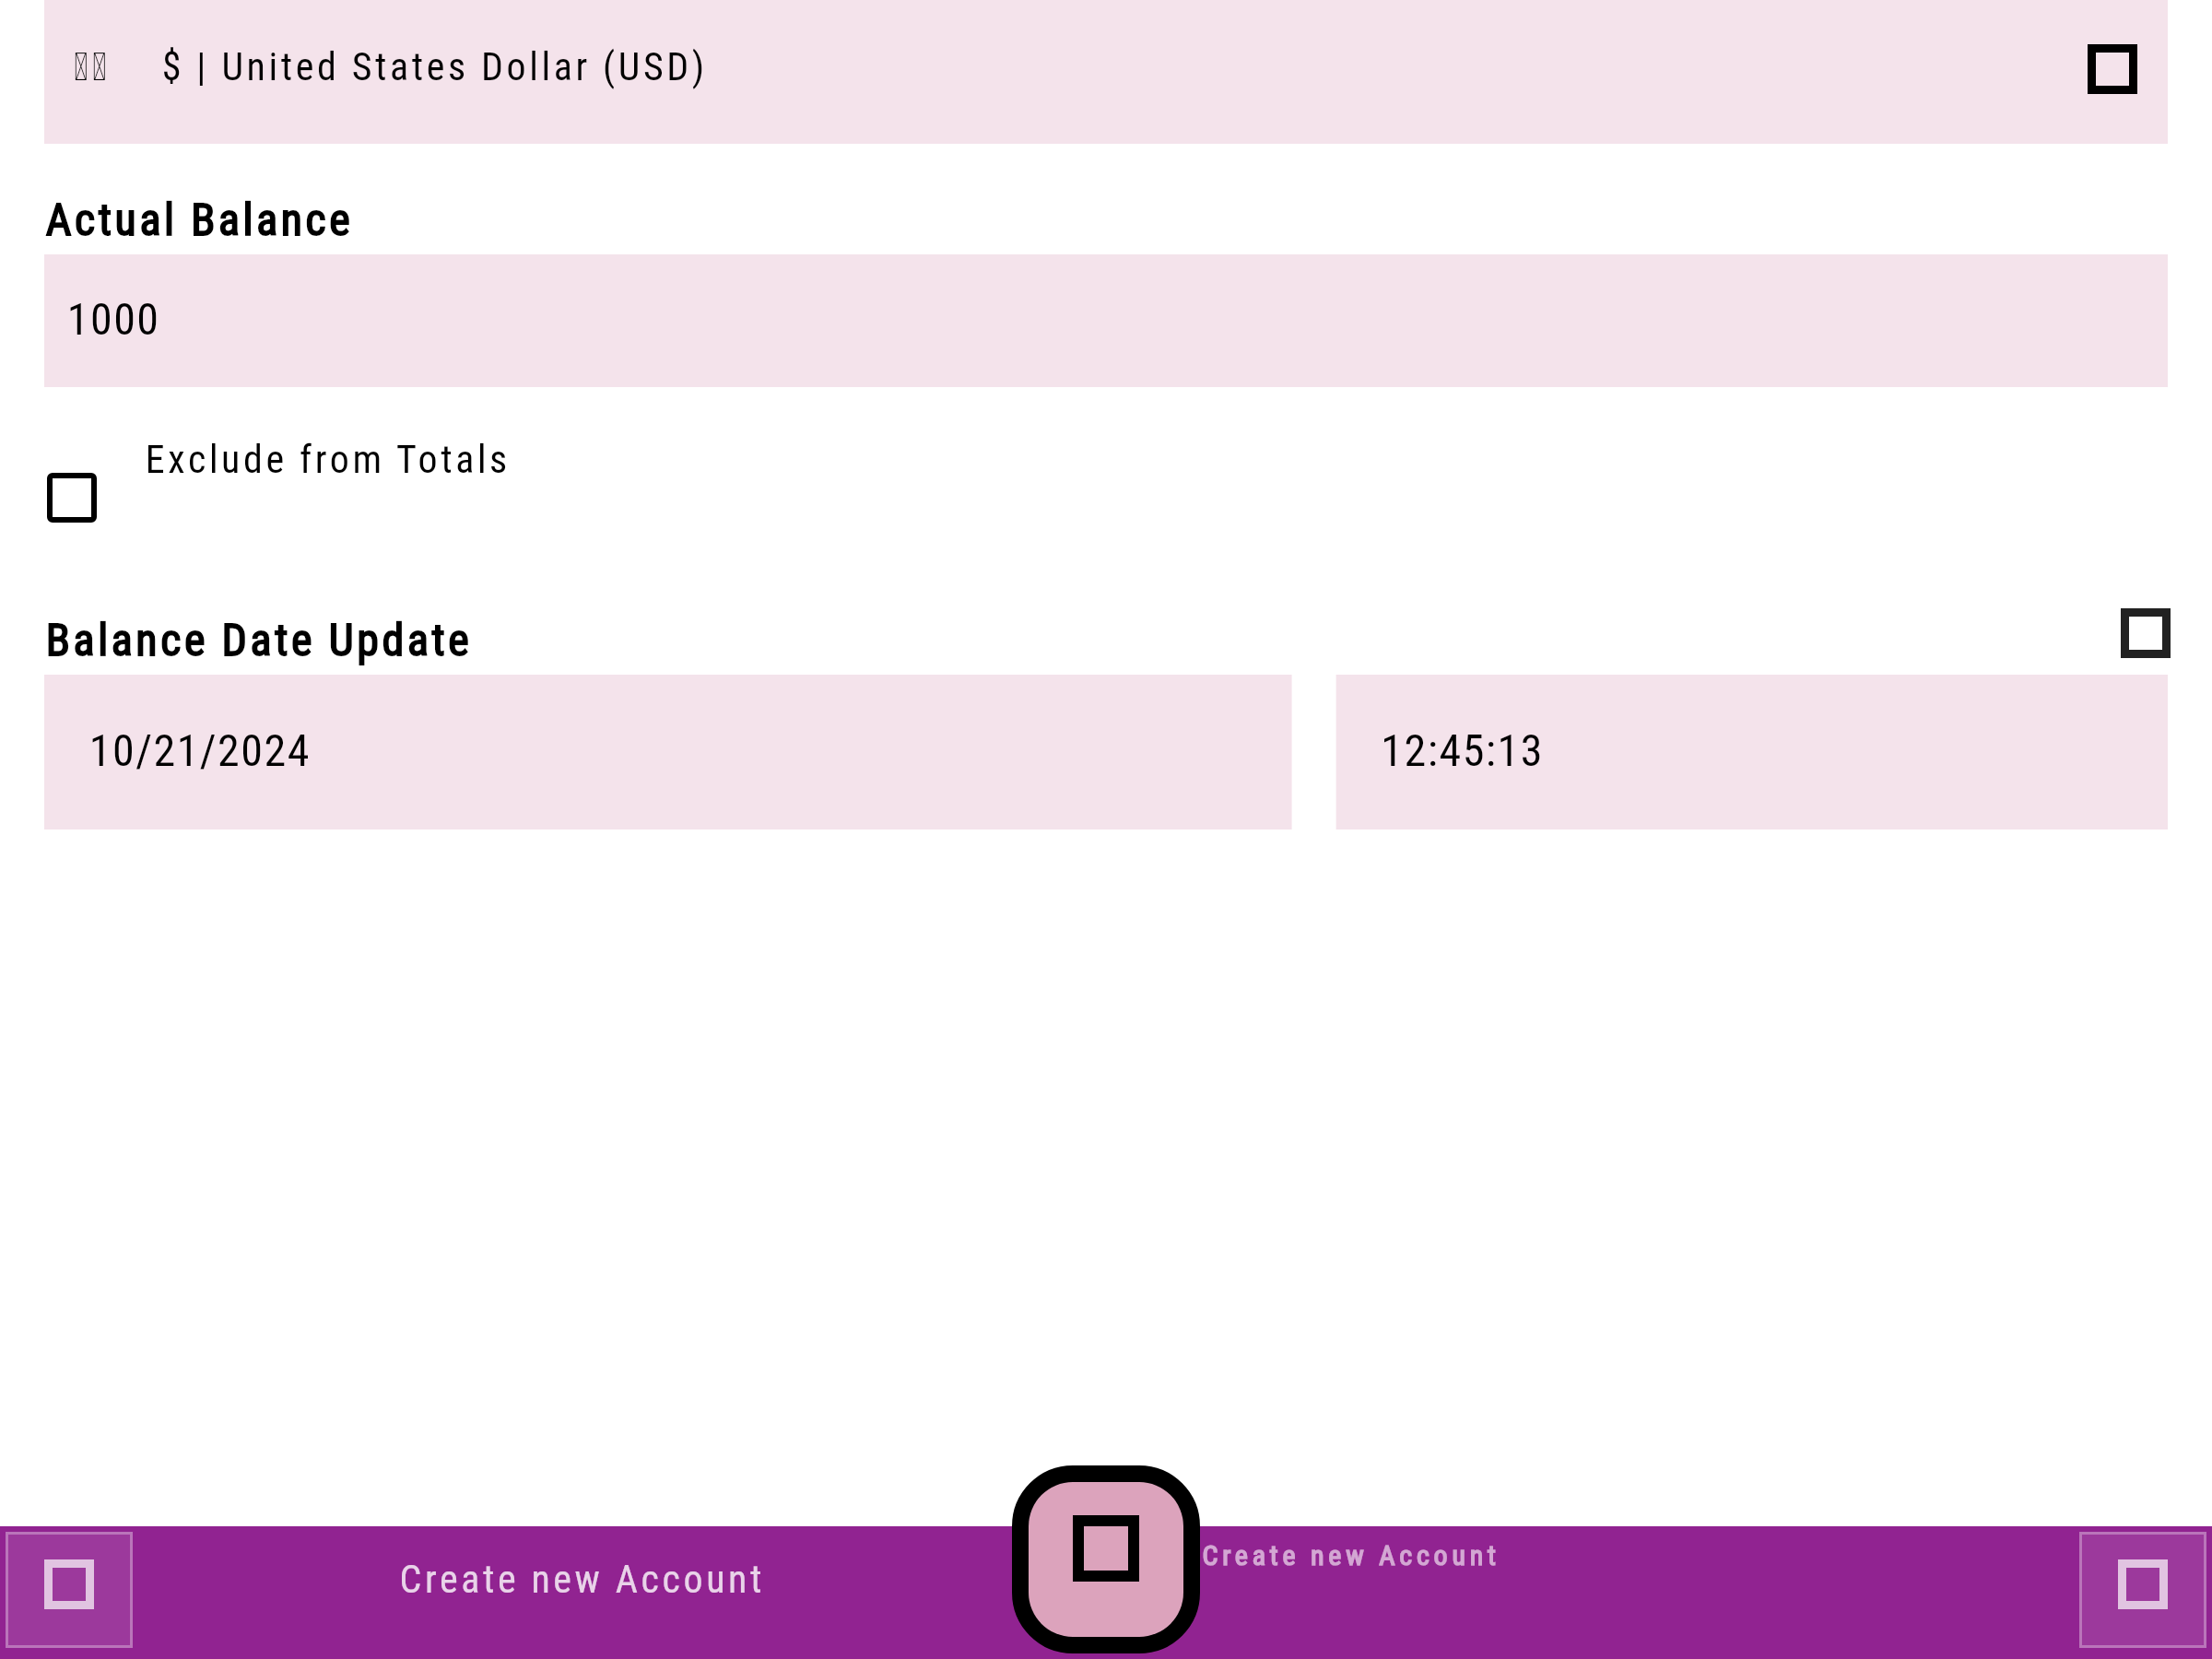 $ | United States Dollar (USD)
Actual Balance
1000
Exclude from Totals
Balance Date Update
10/21/2024
12:45:13
Create new Account
Create new Account